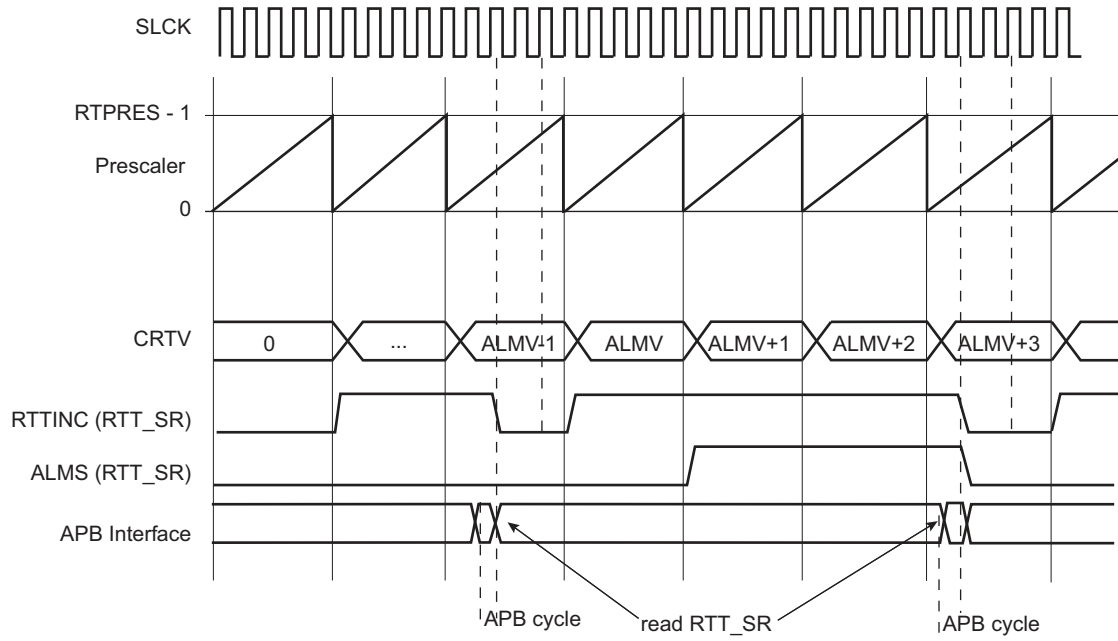 SLCK
RTPRES - 1
Prescaler
0
CRTV 0 ... ALMV-1 ALMV ALMV+1 ALMV+2 ALMV+3
RTTINC (RTT_SR)
ALMS (RTT_SR)
APB Interface
APB cycle read RTT_SR APB cycle